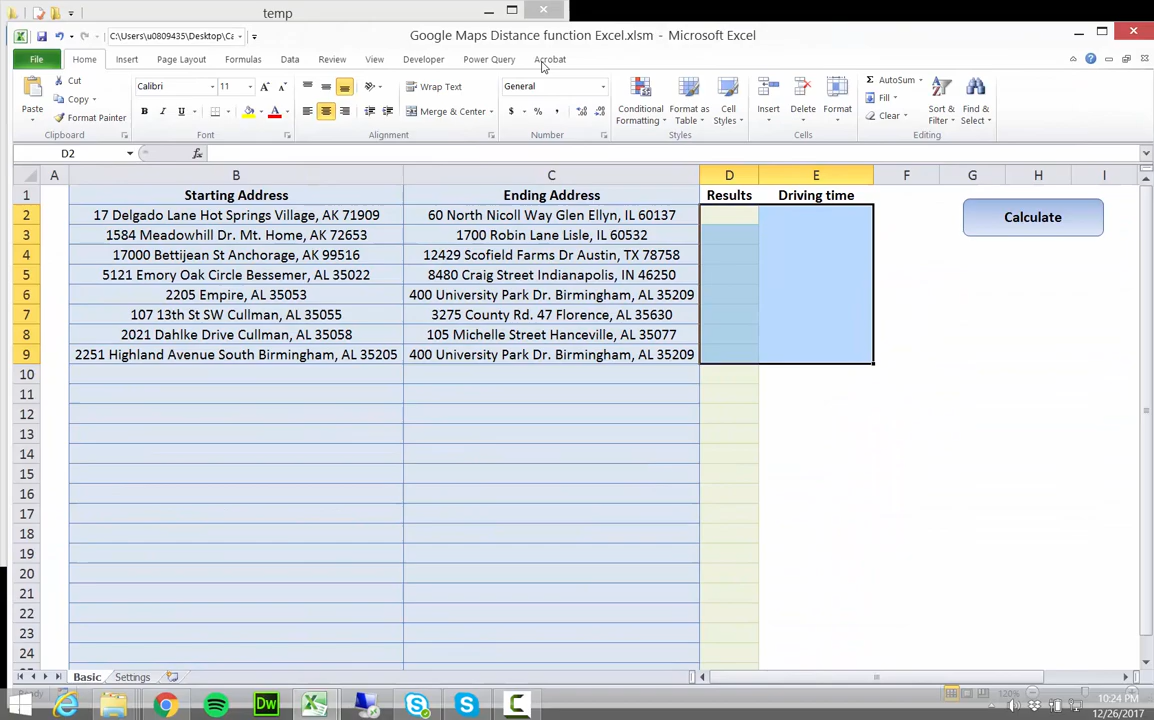 temp
C:\Users\u0809435\Desktop\Ca
Google Maps Distance function Excel.xlsm - Microsoft Excel
File Home Insert Page Layout Formulas Data Review View Developer Power Query Acrobat
Paste
Cut
Copy
Format Painter
Clipboard
Calibri 11
B I U A
Font
Wrap Text
Merge & Center
Alignment
General
$ % ,
Number
Conditional Formatting
Format as Table
Cell Styles
Styles
Insert Delete Format
Cells
AutoSum
Fill
Clear
Sort & Filter
Find & Select
Editing
D2 fx
A B C D E F G H I
1 Starting Address Ending Address Results Driving time
2 17 Delgado Lane Hot Springs Village, AK 71909 60 North Nicoll Way Glen Ellyn, IL 60137
Calculate
3 1584 Meadowhill Dr. Mt. Home, AK 72653 1700 Robin Lane Lisle, IL 60532
4 17000 Bettijean St Anchorage, AK 99516 12429 Scofield Farms Dr Austin, TX 78758
5 5121 Emory Oak Circle Bessemer, AL 35022 8480 Craig Street Indianapolis, IN 46250
6 2205 Empire, AL 35053 400 University Park Dr. Birmingham, AL 35209
7 107 13th St SW Cullman, AL 35055 3275 County Rd. 47 Florence, AL 35630
8 2021 Dahlke Drive Cullman, AL 35058 105 Michelle Street Hanceville, AL 35077
9 2251 Highland Avenue South Birmingham, AL 35205 400 University Park Dr. Birmingham, AL 35209
10
11
12
13
14
15
16
17
18
19
20
21
22
23
24
Basic Settings
Ready
120%
10:24 PM
12/26/2017